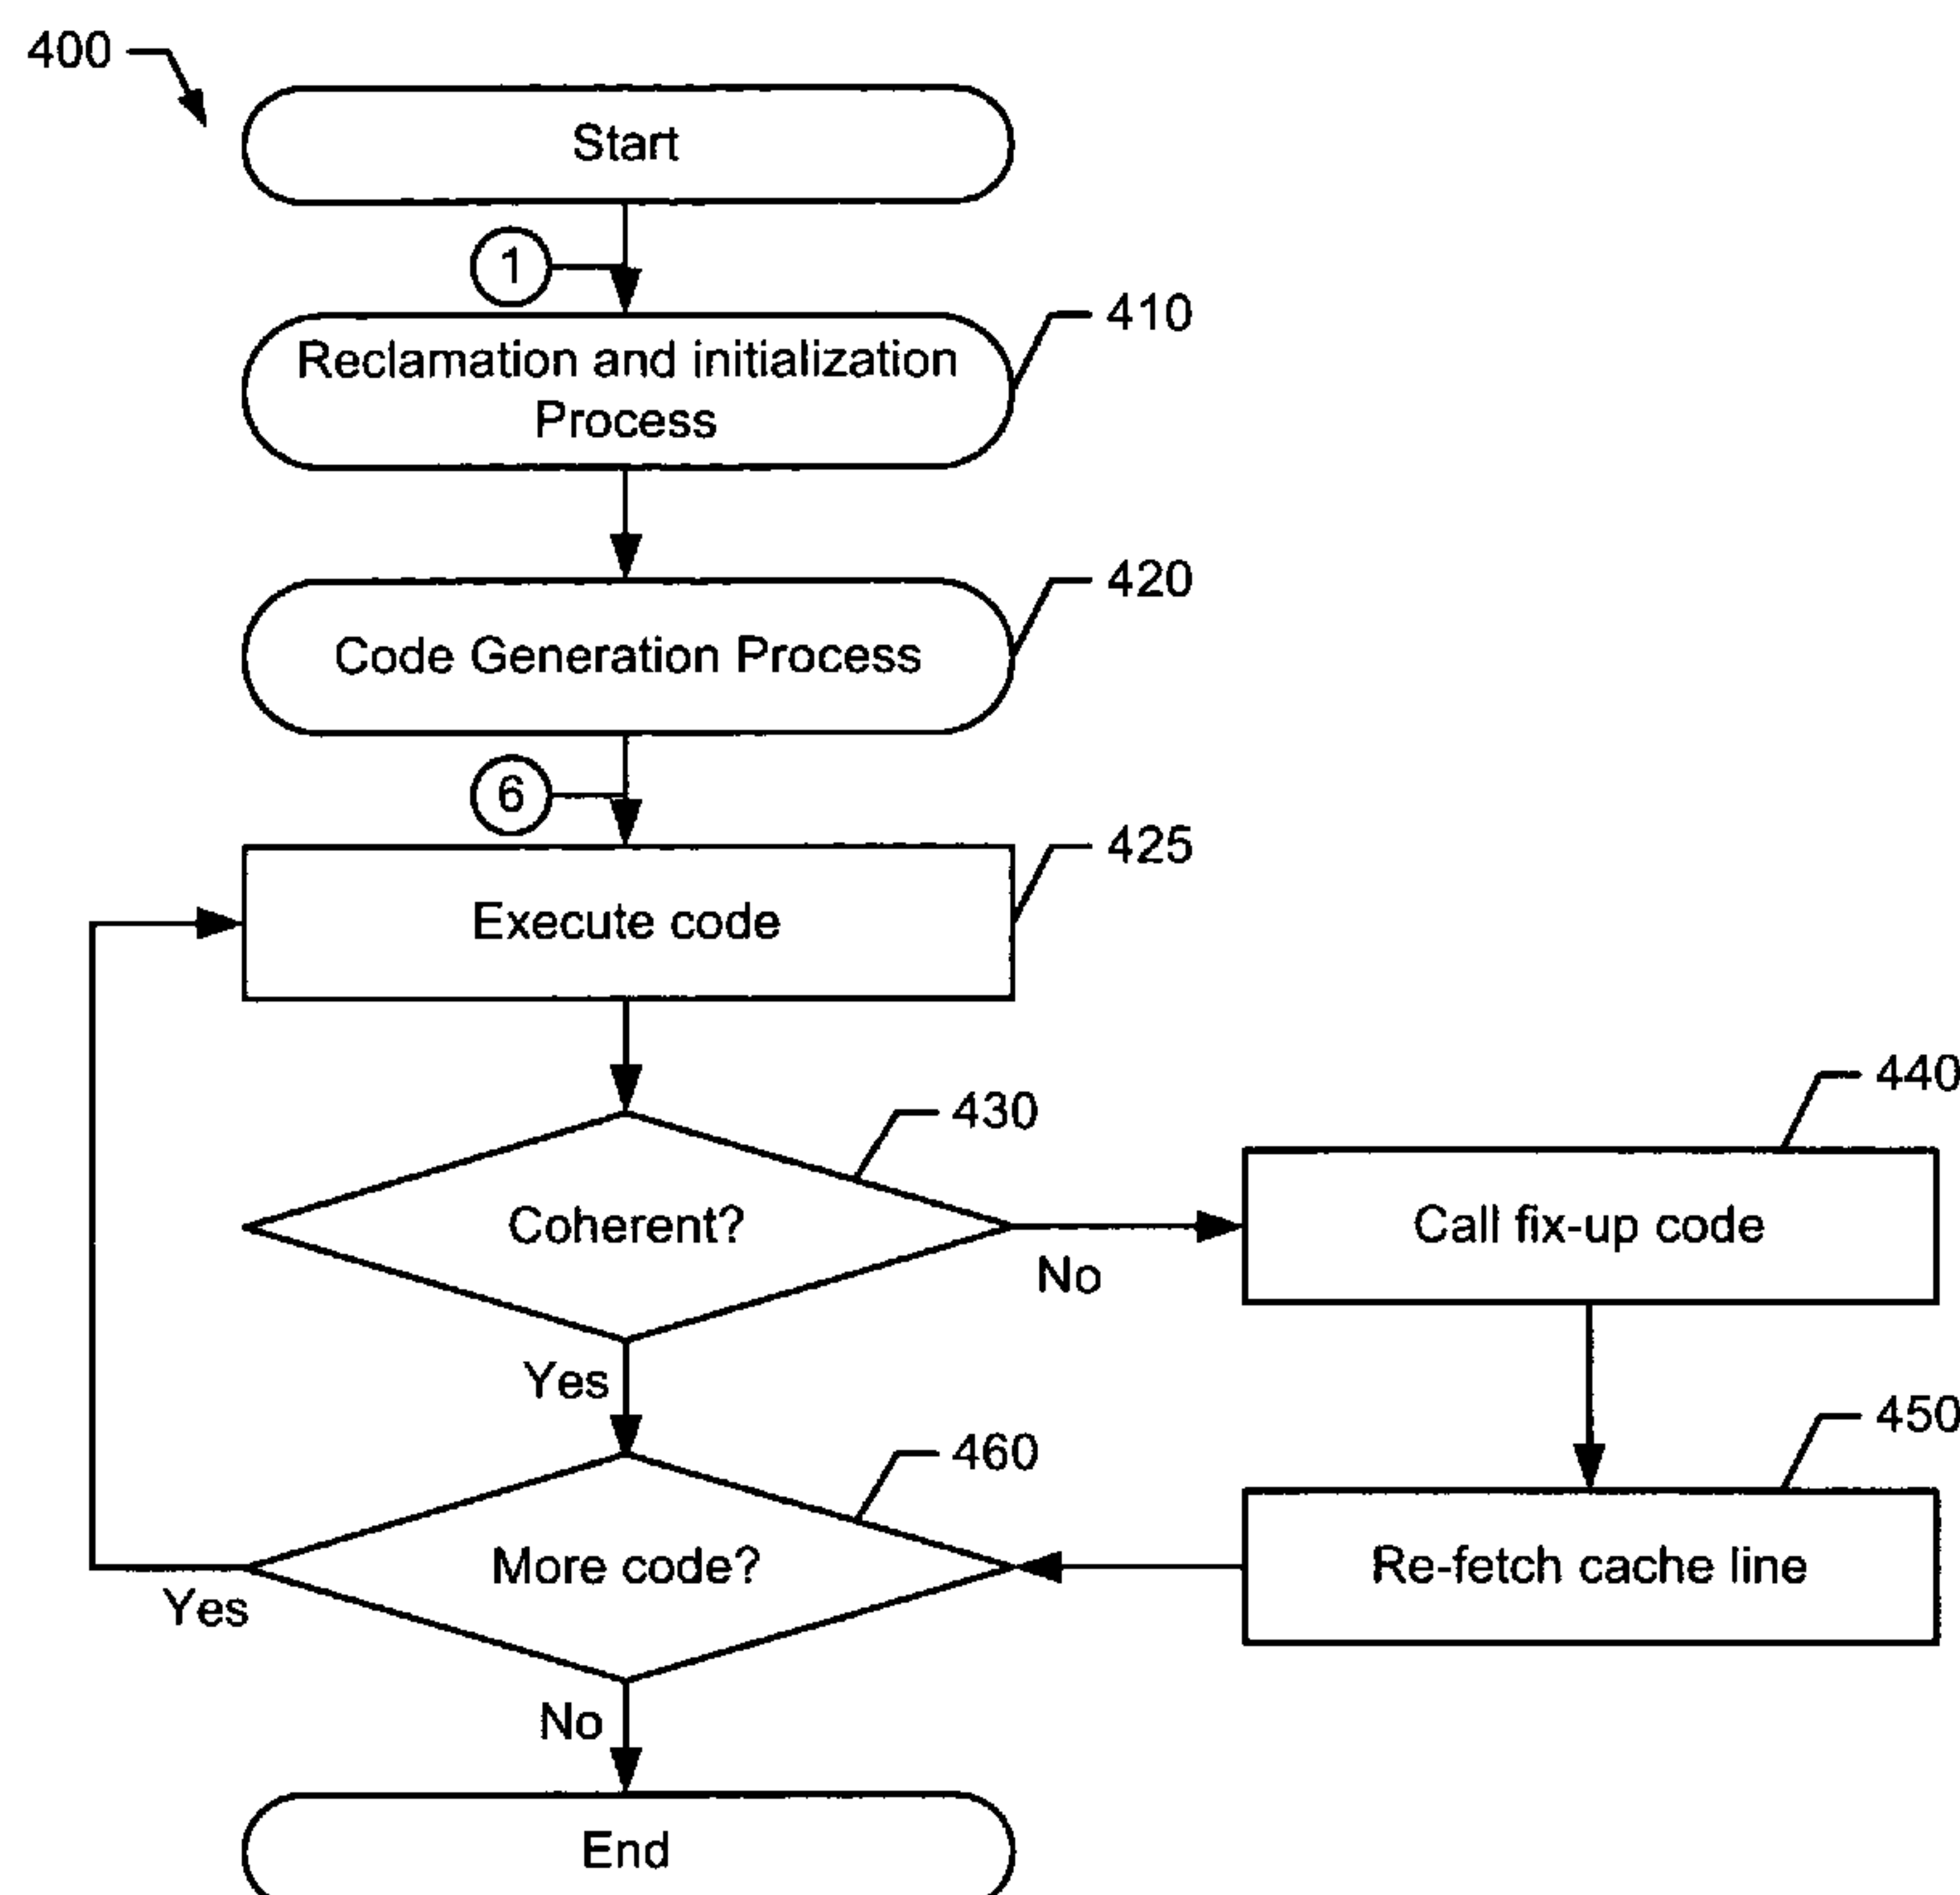 400
Start
1
410
Reclamation and initialization
Process
420
Code Generation Process
6
425
Execute code
430
440
Coherent?
Call fix-up code
No
Yes
450
460
More code?
Re-fetch cache line
Yes
No
End